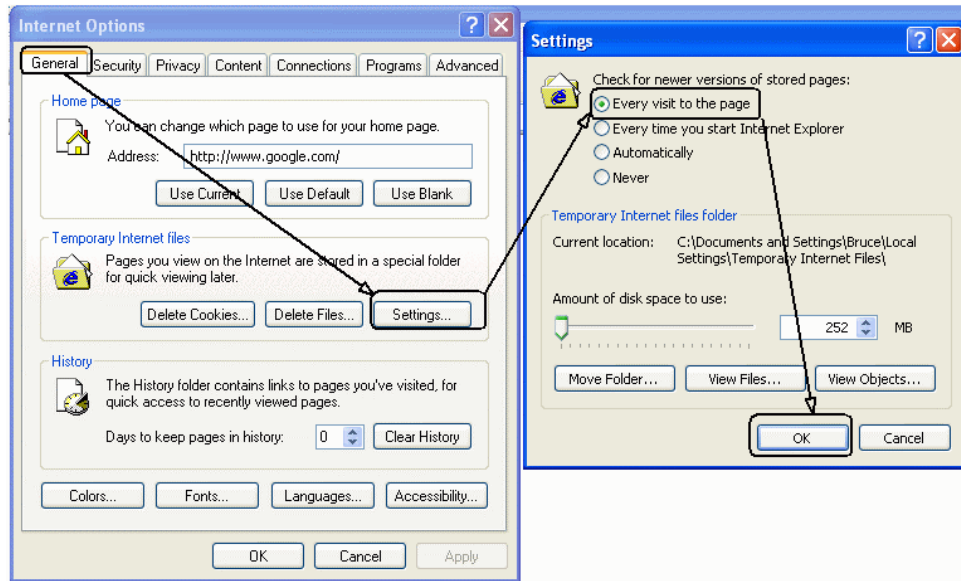 Internet Options
General Security Privacy Content Connections Programs Advanced
Home page
You can change which page to use for your home page.
Address: http://www.google.com/
Use Current Use Default Use Blank
Temporary Internet files
Pages you view on the Internet are stored in a special folder
for quick viewing later.
Delete Cookies... Delete Files... Settings...
History
The History folder contains links to pages you've visited, for
quick access to recently viewed pages.
Days to keep pages in history: 0 Clear History
Colors... Fonts... Languages... Accessibility...
OK Cancel Apply
Settings
Check for newer versions of stored pages:
Every visit to the page
Every time you start Internet Explorer
Automatically
Never
Temporary Internet files folder
Current location: C:\Documents and Settings\Bruce\Local
Settings\Temporary Internet Files\
Amount of disk space to use:
252 MB
Move Folder... View Files... View Objects...
OK Cancel